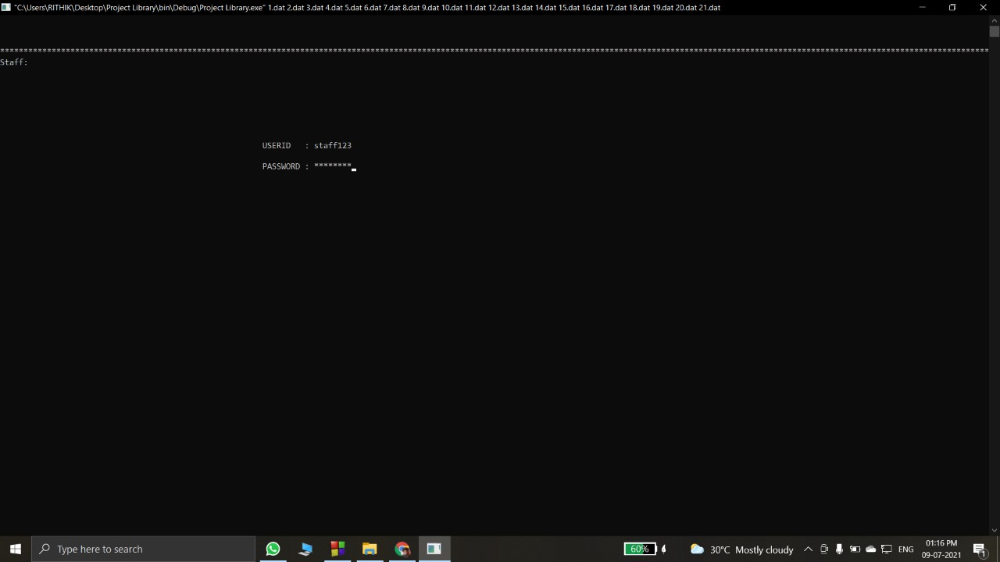 "C:\Users\RITHIK\Desktop\Project Library\bin\Debug\Project Library.exe" 1.dat 2.dat 3.dat 4.dat 5.dat 6.dat 7.dat 8.dat 9.dat 10.dat 11.dat 12.dat 13.dat 14.dat 15.dat 16.dat 17.dat 18.dat 19.dat 20.dat 21.dat
Staff:
USERID : staff123
PASSWORD : ********
Type here to search
60%
30°C Mostly cloudy
ENG
01:16 PM
09-07-2021
1